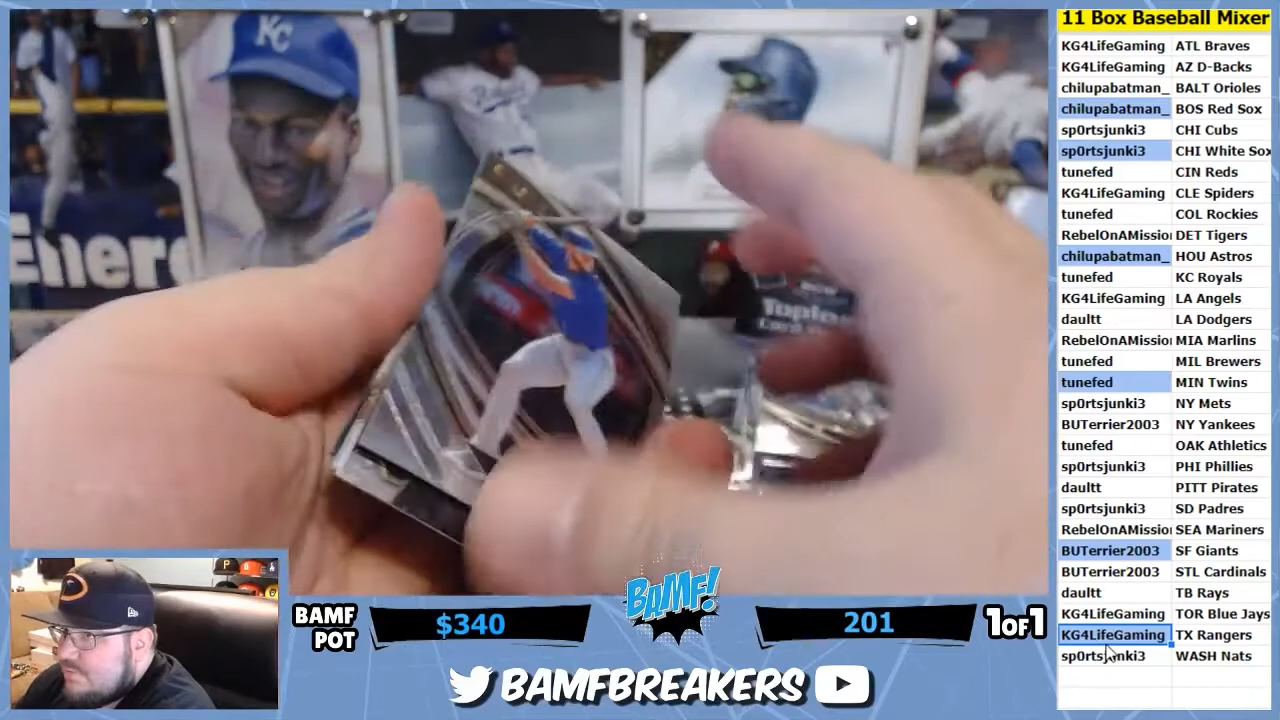 11 Box Baseball Mixer
KG4LifeGaming ATL Braves
KG4LifeGaming AZ D-Backs
chilupabatman_ BALT Orioles
chilupabatman_ BOS Red Sox
sp0rtsjunki3 CHI Cubs
sp0rtsjunki3 CHI White Sox
tunefed CIN Reds
KG4LifeGaming CLE Spiders
tunefed COL Rockies
RebelOnAMissio DET Tigers
chilupabatman_ HOU Astros
tunefed KC Royals
KG4LifeGaming LA Angels
daultt LA Dodgers
RebelOnAMissio MIA Marlins
tunefed MIL Brewers
tunefed MIN Twins
sp0rtsjunki3 NY Mets
BUTerrier2003 NY Yankees
tunefed OAK Athletics
sp0rtsjunki3 PHI Phillies
daultt PITT Pirates
sp0rtsjunki3 SD Padres
RebelOnAMissio SEA Mariners
BUTerrier2003 SF Giants
BUTerrier2003 STL Cardinals
daultt TB Rays
KG4LifeGaming TOR Blue Jays
KG4LifeGaming TX Rangers
sp0rtsjunki3 WASH Nats
KC
Ener
BAMF
POT
$340
BAMF!
201
1OF1
BAMFBREAKERS